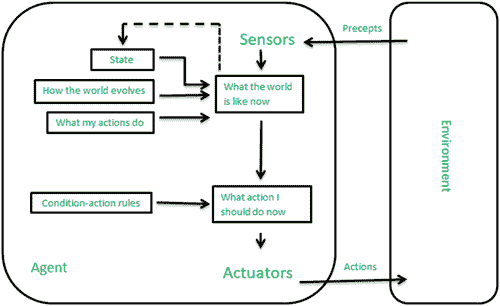 Sensors
Precepts
State
How the world evolves
What the world
is like now
What my actions do
Environment
Condition-action rules
What action I
should do now
Agent
Actuators
Actions